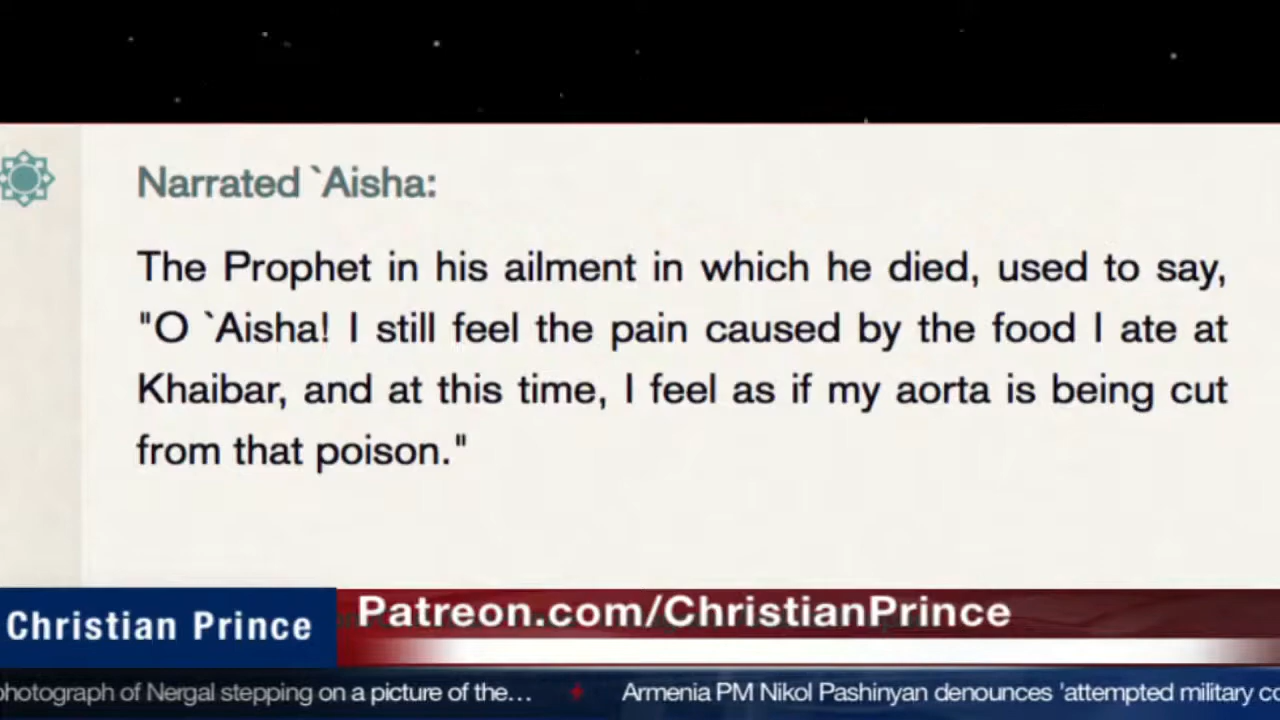 Narrated `Aisha:
The Prophet in his ailment in which he died, used to say,
"O `Aisha! I still feel the pain caused by the food I ate at
Khaibar, and at this time, I feel as if my aorta is being cut
from that poison."
Christian Prince
Patreon.com/ChristianPrince
photograph of Nergal stepping on a picture of the... Armenia PM Nikol Pashinyan denounces 'attempted military co